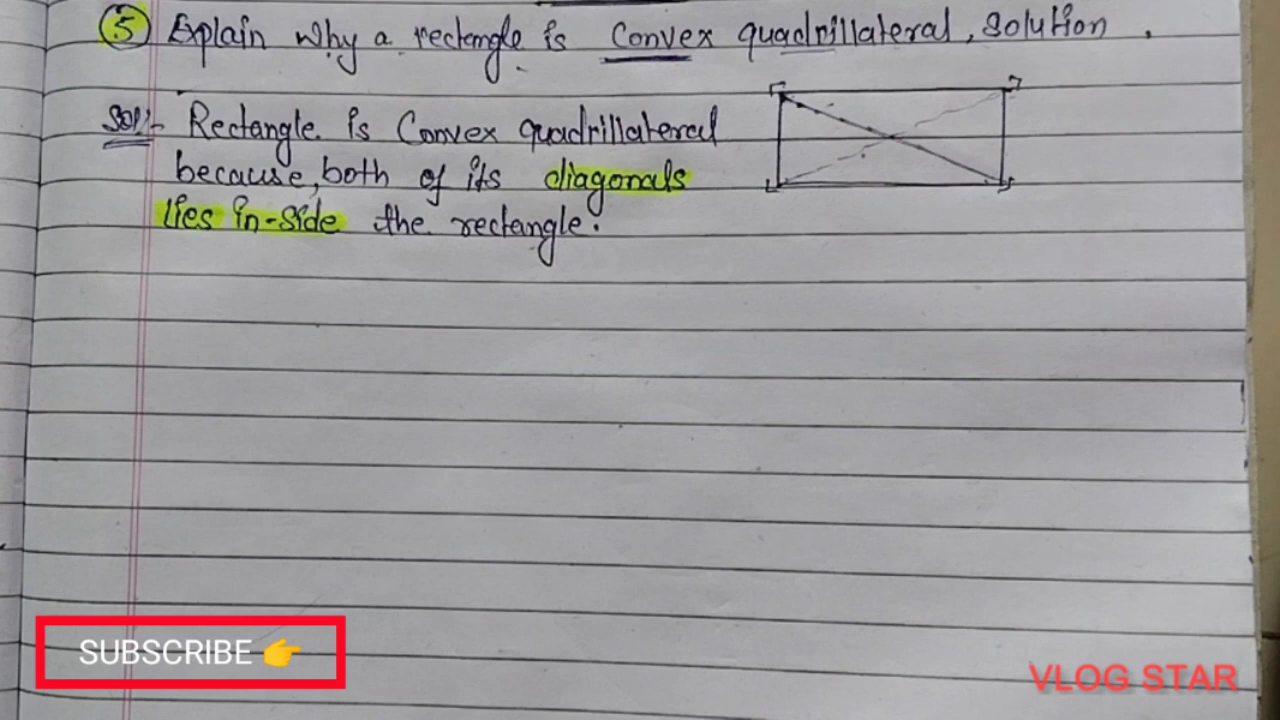 5 Explain why a rectangle is convex quadrillateral, solution.
Sol:- Rectangle is Convex quadrillateral
because, both of its diagonals
lies in-side the rectangle.
SUBSCRIBE 👉
VLOG STAR